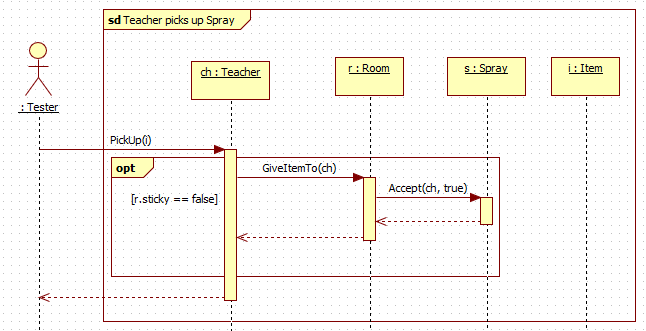 sd Teacher picks up Spray
: Tester
ch : Teacher
r : Room
s : Spray
i : Item
PickUp(i)
opt
[r.sticky == false]
GiveItemTo(ch)
Accept(ch, true)